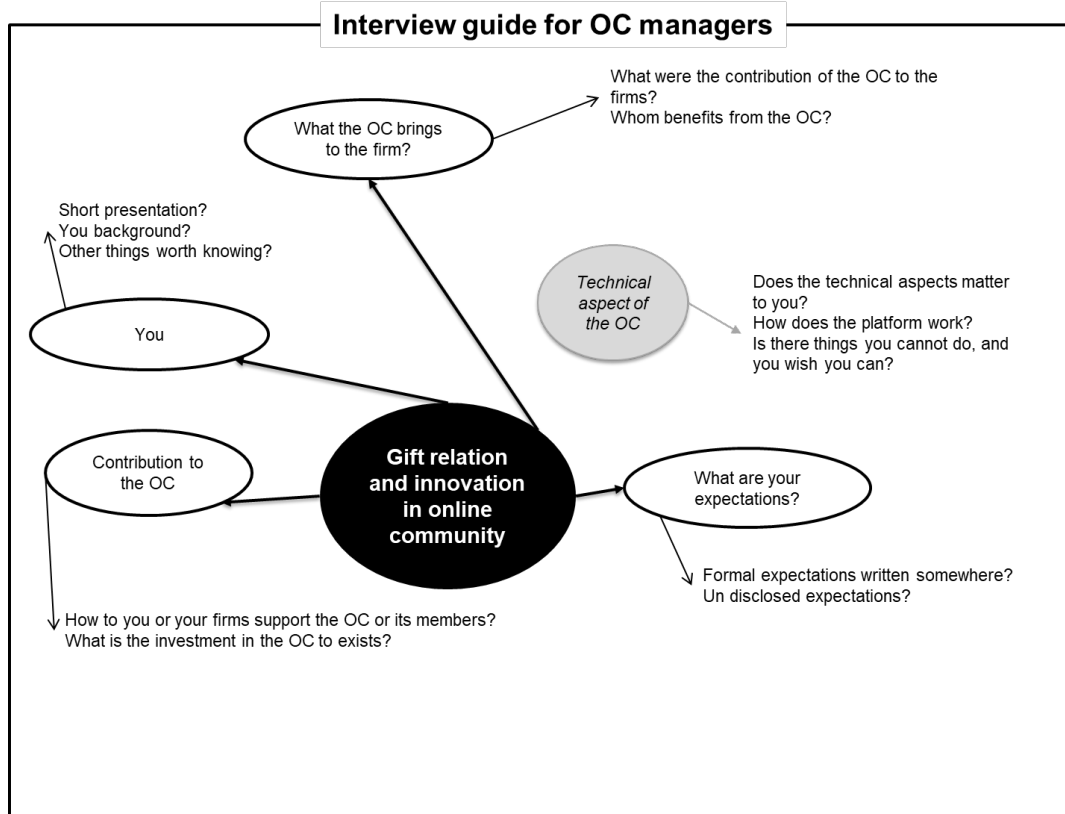 Interview guide for OC managers
What were the contribution of the OC to the
firms?
Whom benefits from the OC?
What the OC brings
to the firm?
Short presentation?
You background?
Other things worth knowing?
You
Technical
aspect of
the OC
Does the technical aspects matter
to you?
How does the platform work?
Is there things you cannot do, and
you wish you can?
Contribution to
the OC
Gift relation
and innovation
in online
community
What are your
expectations?
Formal expectations written somewhere?
Un disclosed expectations?
How to you or your firms support the OC or its members?
What is the investment in the OC to exists?